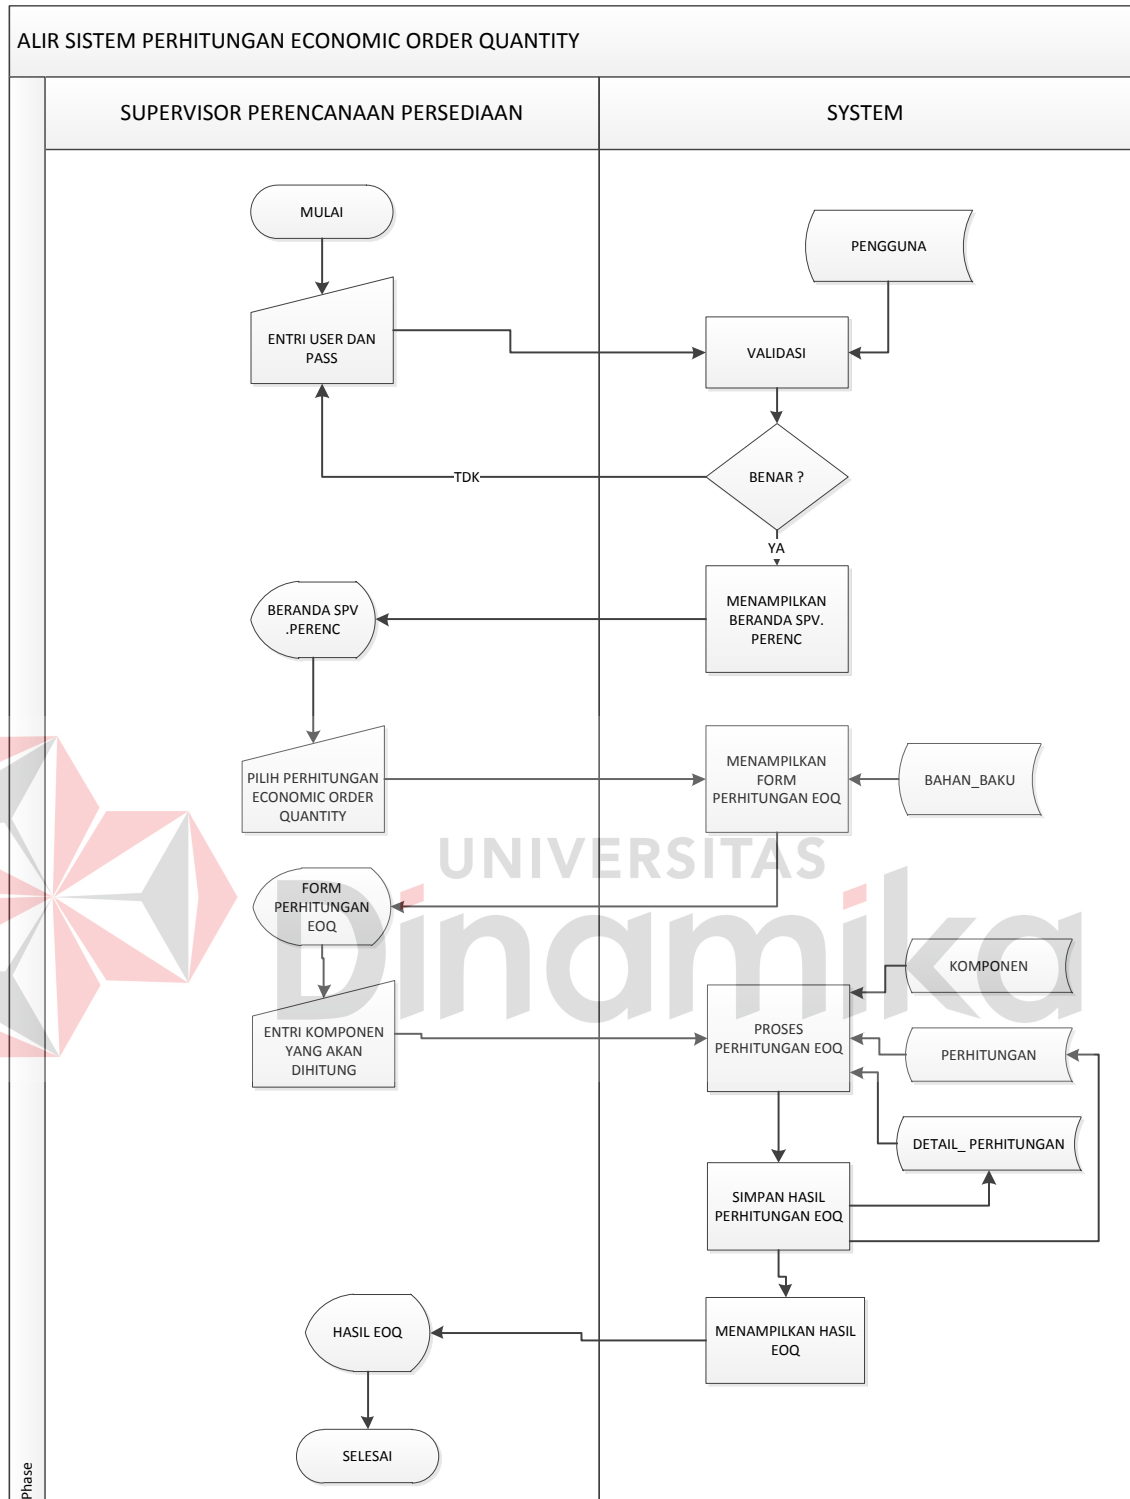 ALIR SISTEM PERHITUNGAN ECONOMIC ORDER QUANTITY
SUPERVISOR PERENCANAAN PERSEDIAAN
SYSTEM
MULAI
PENGGUNA
ENTRI USER DAN
PASS
VALIDASI
BENAR ?
TDK
YA
BERANDA SPV
.PERENC
MENAMPILKAN
BERANDA SPV.
PERENC
PILIH PERHITUNGAN
ECONOMIC ORDER
QUANTITY
MENAMPILKAN
FORM
PERHITUNGAN EOQ
BAHAN_BAKU
UNIVERSITAS
Dinamika
FORM
PERHITUNGAN
EOQ
KOMPONEN
ENTRI KOMPONEN
YANG AKAN
DIHITUNG
PROSES
PERHITUNGAN EOQ
PERHITUNGAN
DETAIL_ PERHITUNGAN
SIMPAN HASIL
PERHITUNGAN EOQ
HASIL EOQ
MENAMPILKAN HASIL
EOQ
SELESAI
Phase